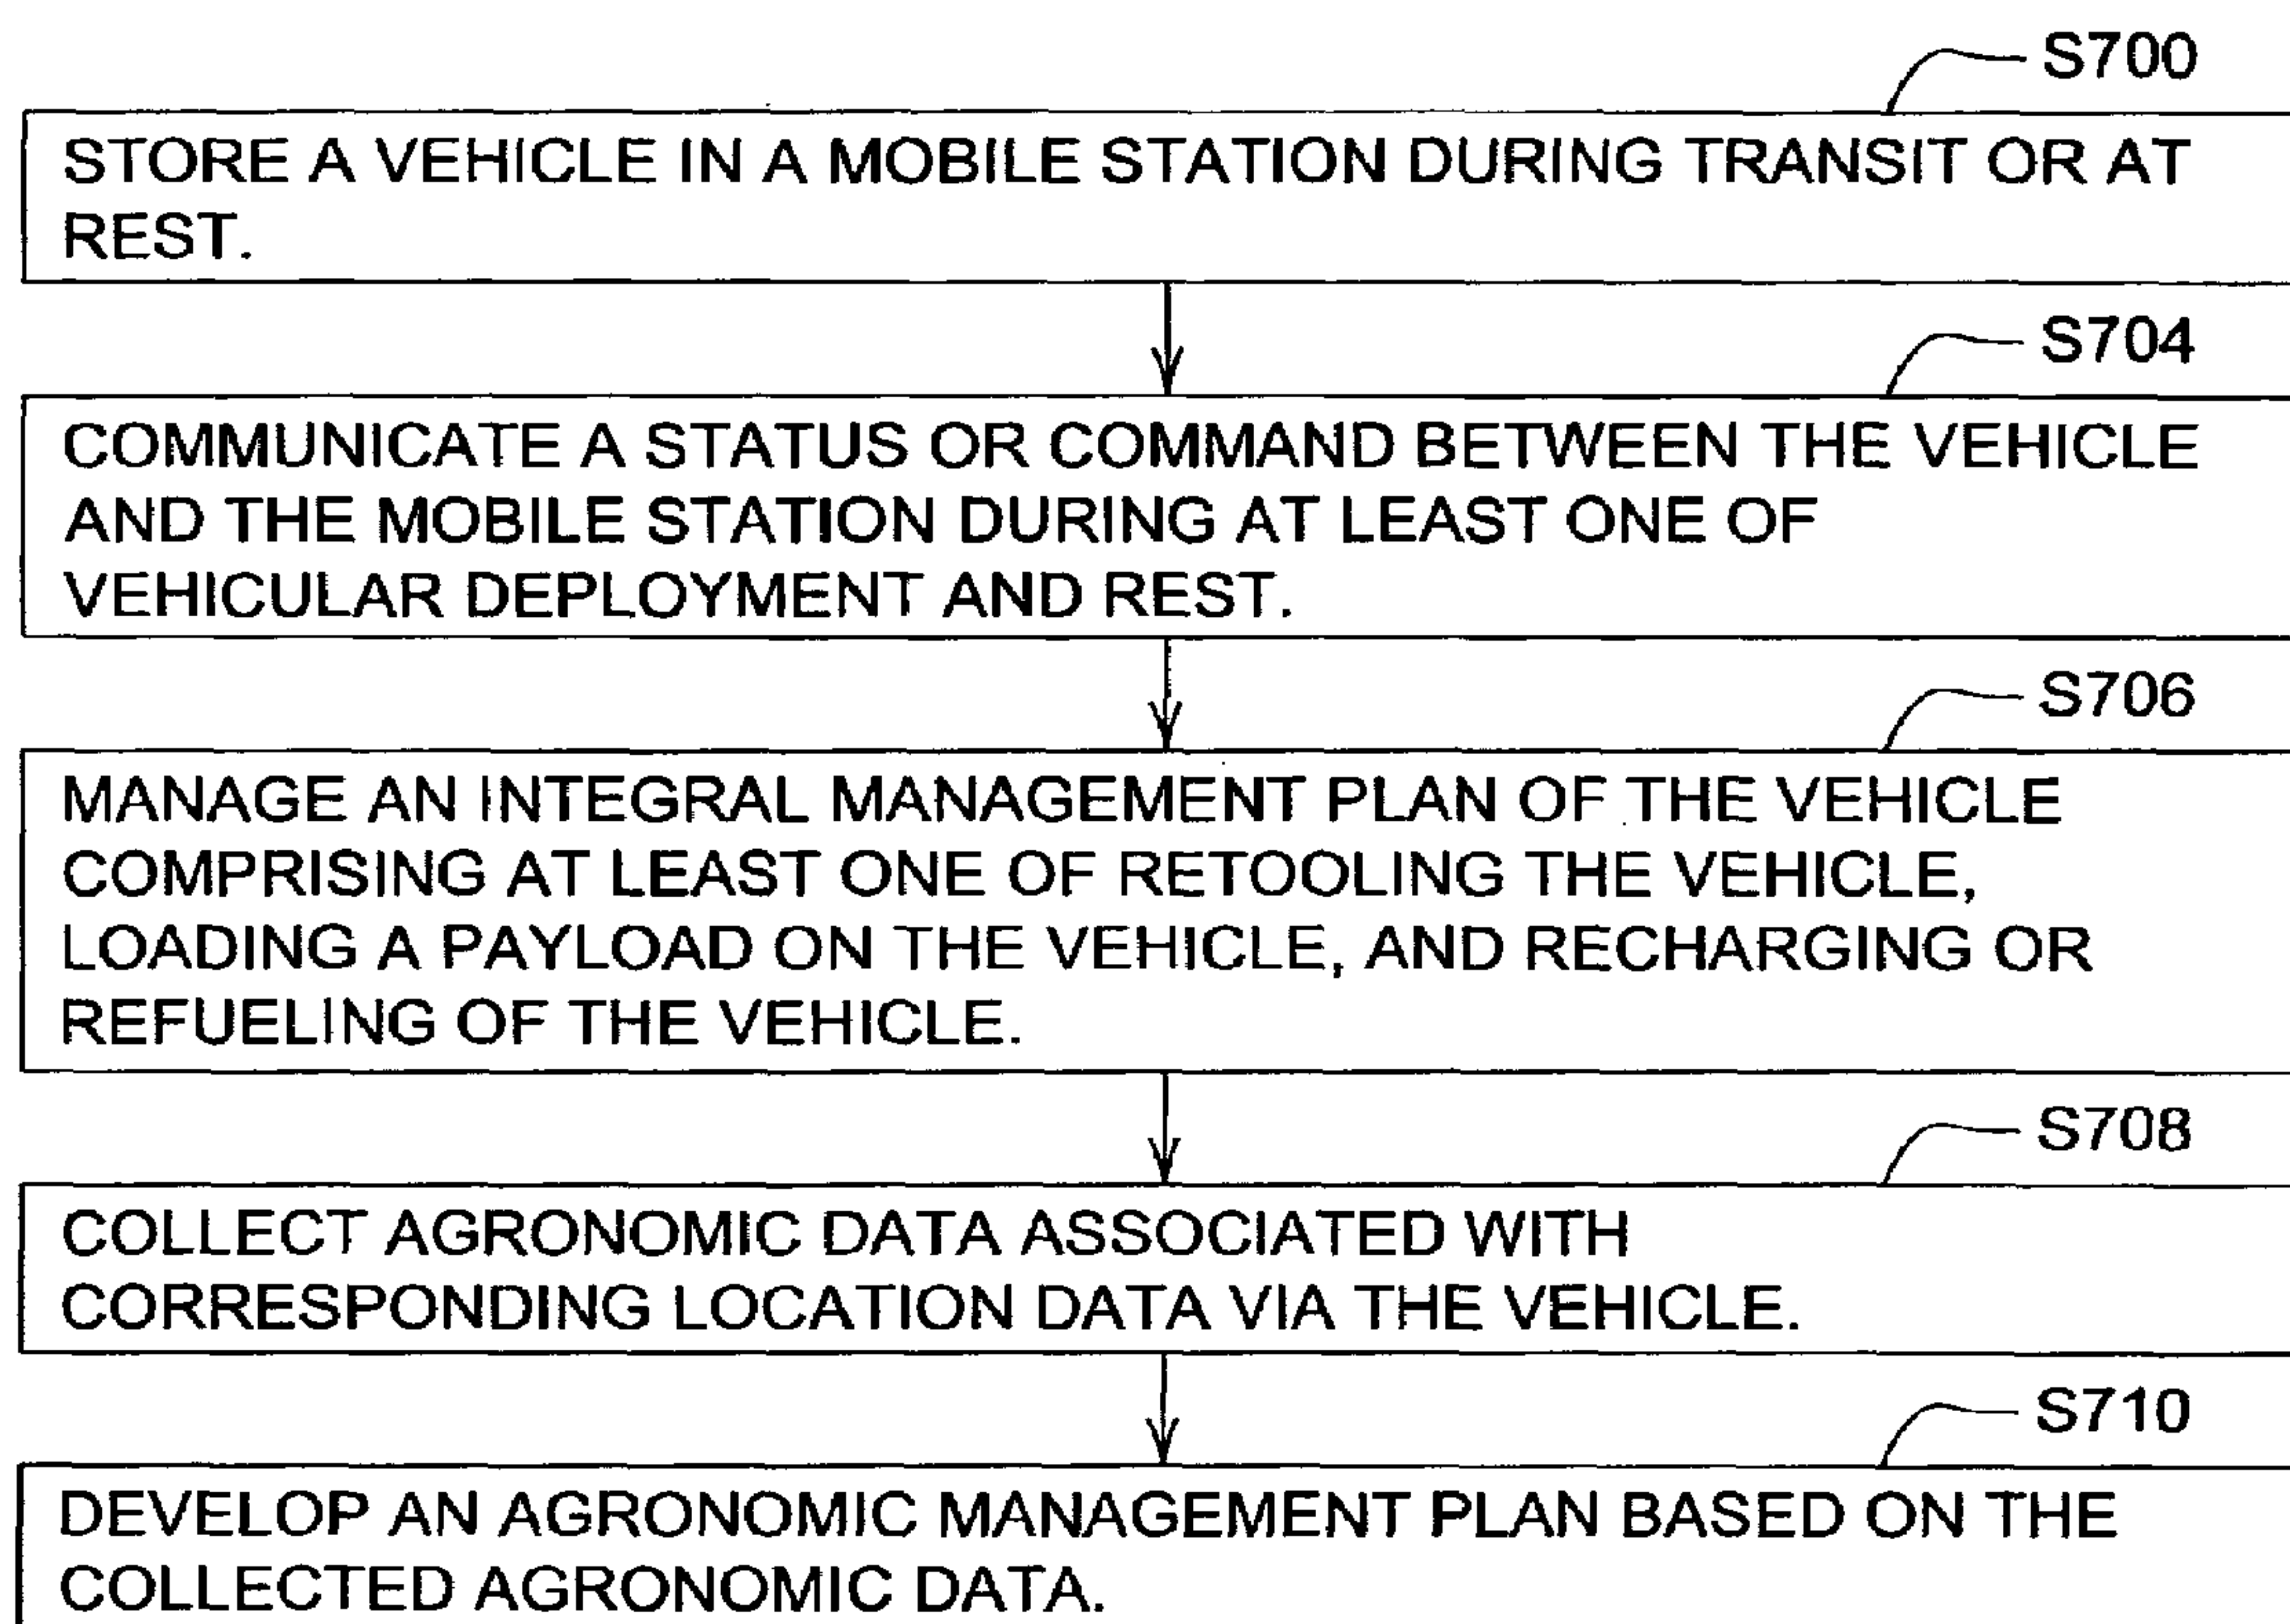 S700
STORE A VEHICLE IN A MOBILE STATION DURING TRANSIT OR AT
REST.
S704
COMMUNICATE A STATUS OR COMMAND BETWEEN THE VEHICLE
AND THE MOBILE STATION DURING AT LEAST ONE OF
VEHICULAR DEPLOYMENT AND REST.
S706
MANAGE AN INTEGRAL MANAGEMENT PLAN OF THE VEHICLE
COMPRISING AT LEAST ONE OF RETOOLING THE VEHICLE,
LOADING A PAYLOAD ON THE VEHICLE, AND RECHARGING OR
REFUELING OF THE VEHICLE.
S708
COLLECT AGRONOMIC DATA ASSOCIATED WITH
CORRESPONDING LOCATION DATA VIA THE VEHICLE.
S710
DEVELOP AN AGRONOMIC MANAGEMENT PLAN BASED ON THE
COLLECTED AGRONOMIC DATA.